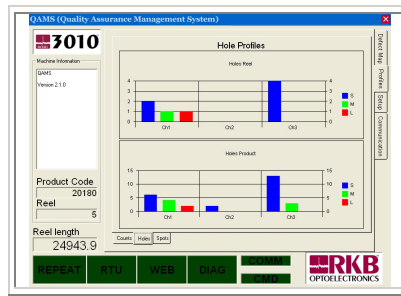 QAMS (Quality Assurance Management System)
3010
Machine Information
QAMS
Version 2.1.0
Product Code
20180
Reel
5
Reel length
24943.9
Hole Profiles
Holes Reel
4
3
2
1
0
4
3
2
1
0
Ch1 Ch2 Ch3
S
M
L
Holes Product
15
10
5
0
15
10
5
0
Ch1 Ch2 Ch3
S
M
L
Counts Holes Spots
Defect Map
Profiles
Setup
Communication
REPEAT RTU WEB DIAG COMM
CMD
RKB
OPTOELECTRONICS